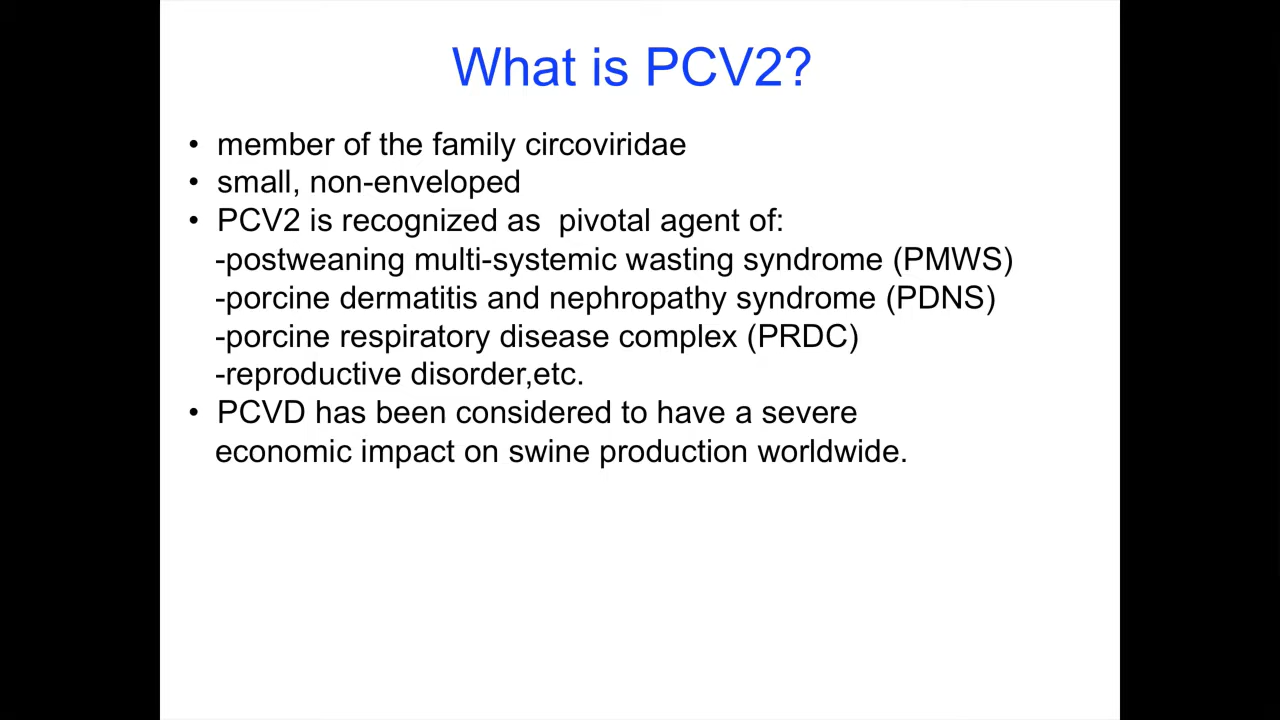 What is PCV2?
• member of the family circoviridae
• small, non-enveloped
• PCV2 is recognized as  pivotal agent of:
-postweaning multi-systemic wasting syndrome (PMWS)
-porcine dermatitis and nephropathy syndrome (PDNS)
-porcine respiratory disease complex (PRDC)
-reproductive disorder,etc.
• PCVD has been considered to have a severe
economic impact on swine production worldwide.